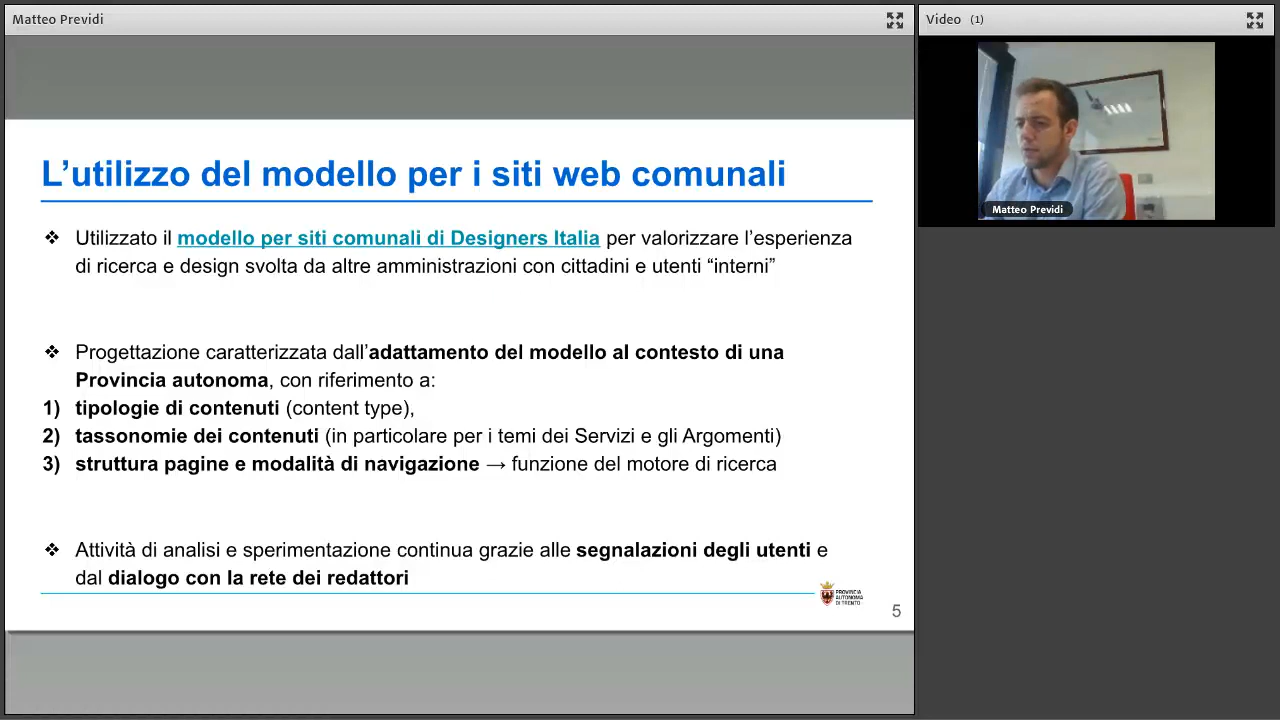 Matteo Previdi
Video (1)
Matteo Previdi
L’utilizzo del modello per i siti web comunali
❖ Utilizzato il modello per siti comunali di Designers Italia per valorizzare l’esperienza
di ricerca e design svolta da altre amministrazioni con cittadini e utenti “interni”
❖ Progettazione caratterizzata dall’adattamento del modello al contesto di una
Provincia autonoma, con riferimento a:
1) tipologie di contenuti (content type),
2) tassonomie dei contenuti (in particolare per i temi dei Servizi e gli Argomenti)
3) struttura pagine e modalità di navigazione → funzione del motore di ricerca
❖ Attività di analisi e sperimentazione continua grazie alle segnalazioni degli utenti e
dal dialogo con la rete dei redattori
PROVINCIA
AUTONOMA
DI TRENTO
5